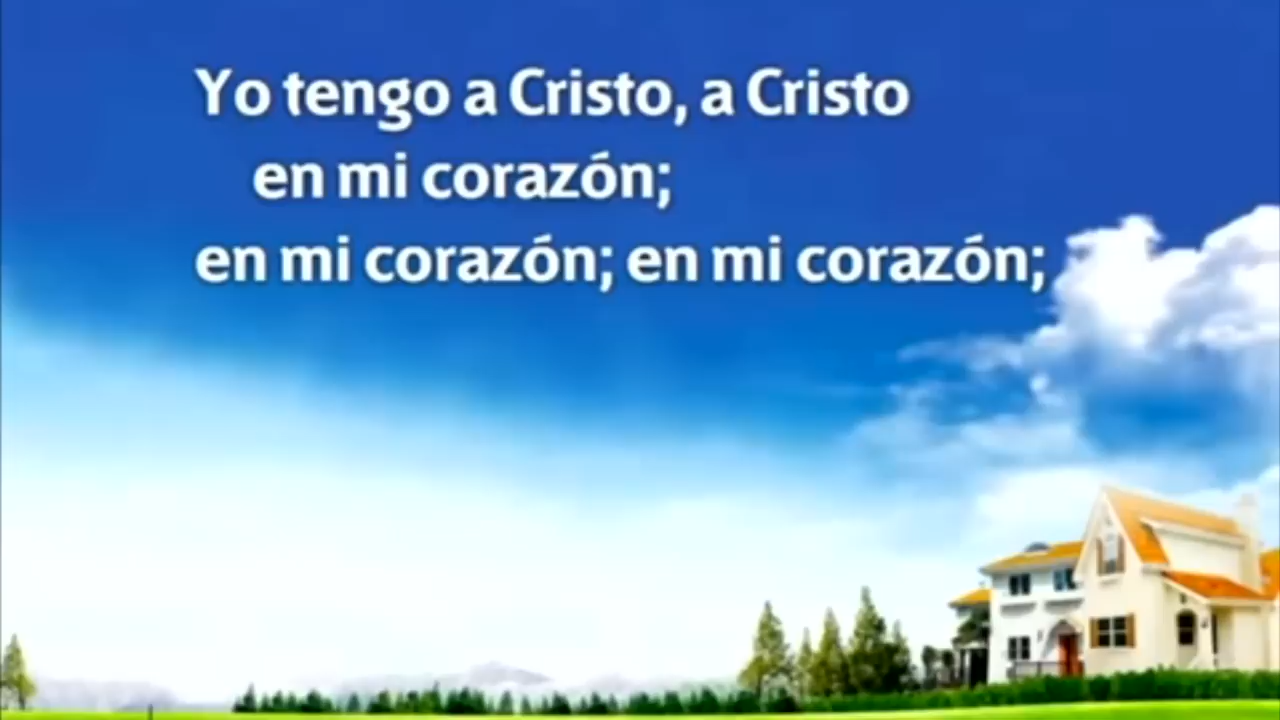 Yo tengo a Cristo, a Cristo
en mi corazón;
en mi corazón; en mi corazón;